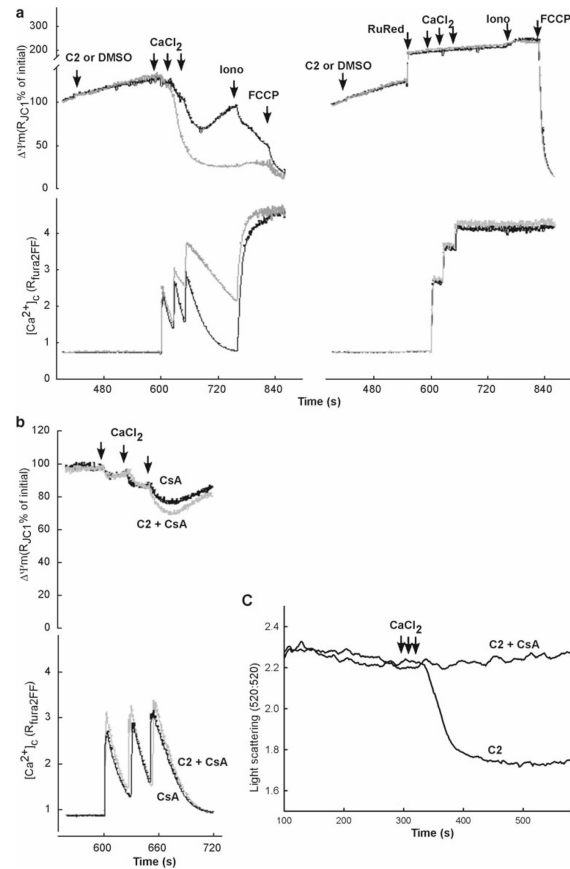 a
C2 or DMSO
CaCl2
Iono
FCCP
RuRed
CaCl2
Iono
FCCP
C2 or DMSO
ΔΨm(RJC1% of initial)
300
200
100
50
0
[Ca2+]C (Rfura2FF)
5
4
3
2
1
0
480 600 720 840
480 600 720 840
Time (s)
b
CaCl2
CsA
C2 + CsA
ΔΨm(RJC1% of initial)
120
100
80
60
40
20
0
[Ca2+]C (Rfura2FF)
4
3
2
1
0
C2 + CsA
CsA
600 660 720
Time (s)
C
CaCl2
C2 + CsA
C2
Light scattering (520:520)
2.4
2.2
2.0
1.8
1.6
100 200 300 400 500
Time (s)